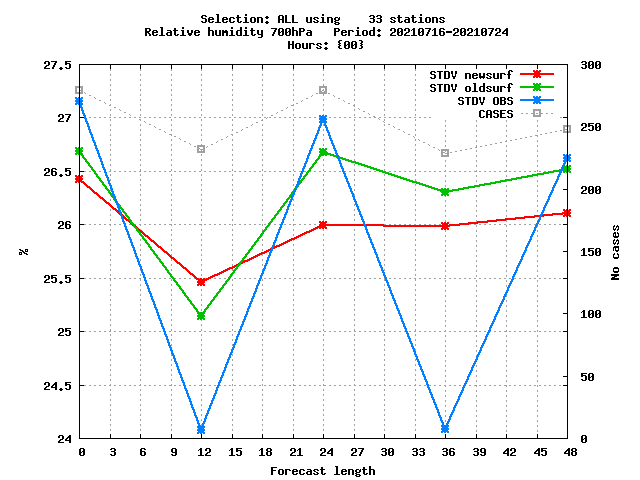 Selection: ALL using    33 stations
Relative humidity 700hPa   Period: 20210716-20210724
Hours: {00}
27.5
27
26.5
26
25.5
25
24.5
24
%
300
250
200
150
100
50
0
No cases
STDV newsurf
STDV oldsurf
STDV OBS
CASES
0 3 6 9 12 15 18 21 24 27 30 33 36 39 42 45 48
Forecast length